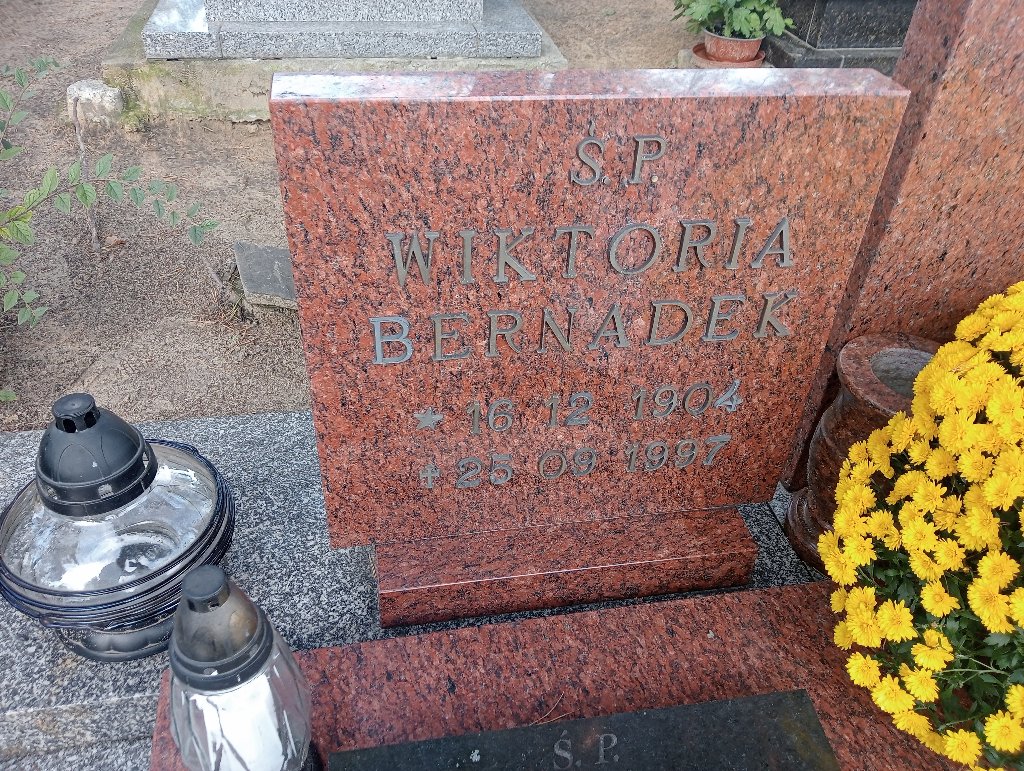 Ś.P
WIKTORIA
BERNADEK
★ 16 12 1904
✝ 25 09 1997
Ś. P.